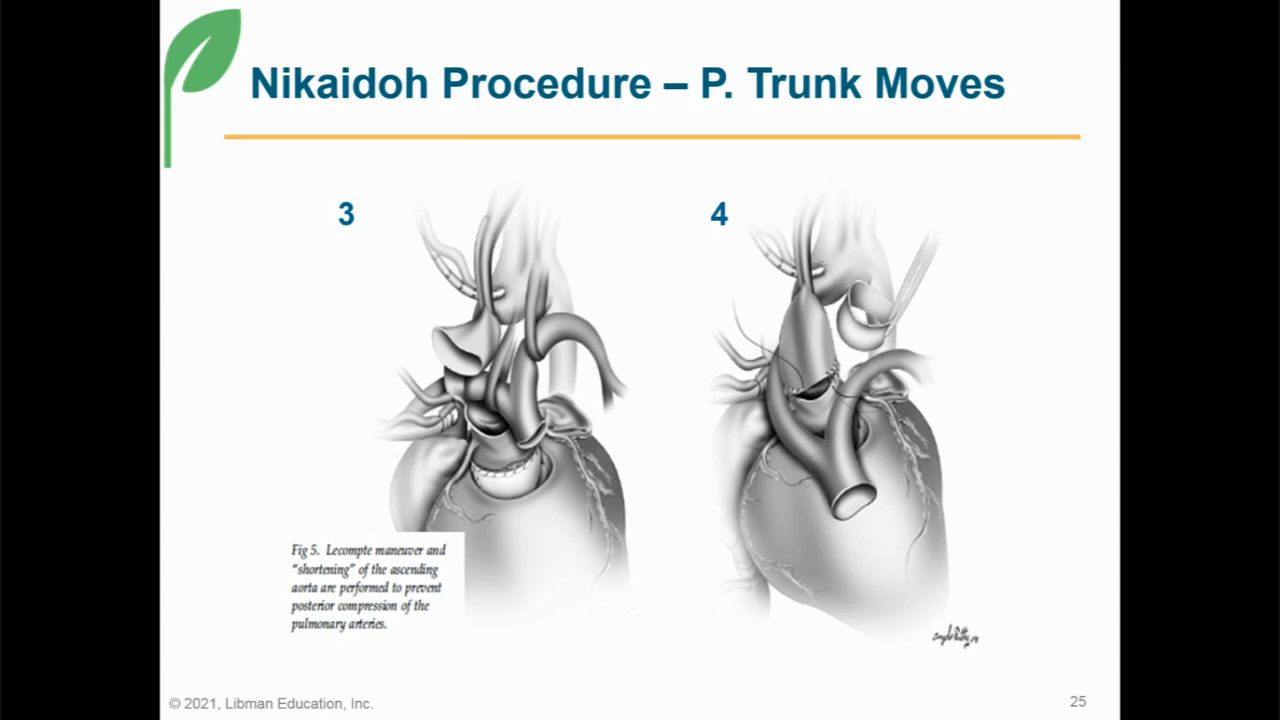 Nikaidoh Procedure – P. Trunk Moves
3
4
Fig 5. Lecompte maneuver and
"shortening" of the ascending
aorta are performed to prevent
posterior compression of the
pulmonary arteries.
© 2021, Libman Education, Inc.
25